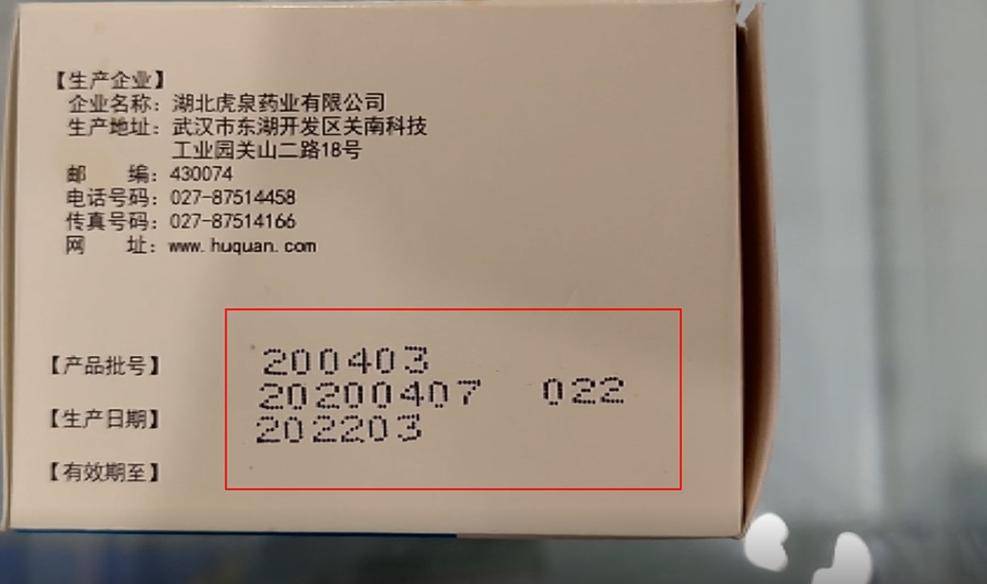 【生产企业】
企业名称：湖北虎泉药业有限公司
生产地址：武汉市东湖开发区关南科技
工业园关山二路18号
邮 编：430074
电话号码：027-87514458
传真号码：027-87514166
网 址：www.huquan.com
【产品批号】 200403
20200407 022
【生产日期】 202203
【有效期至】